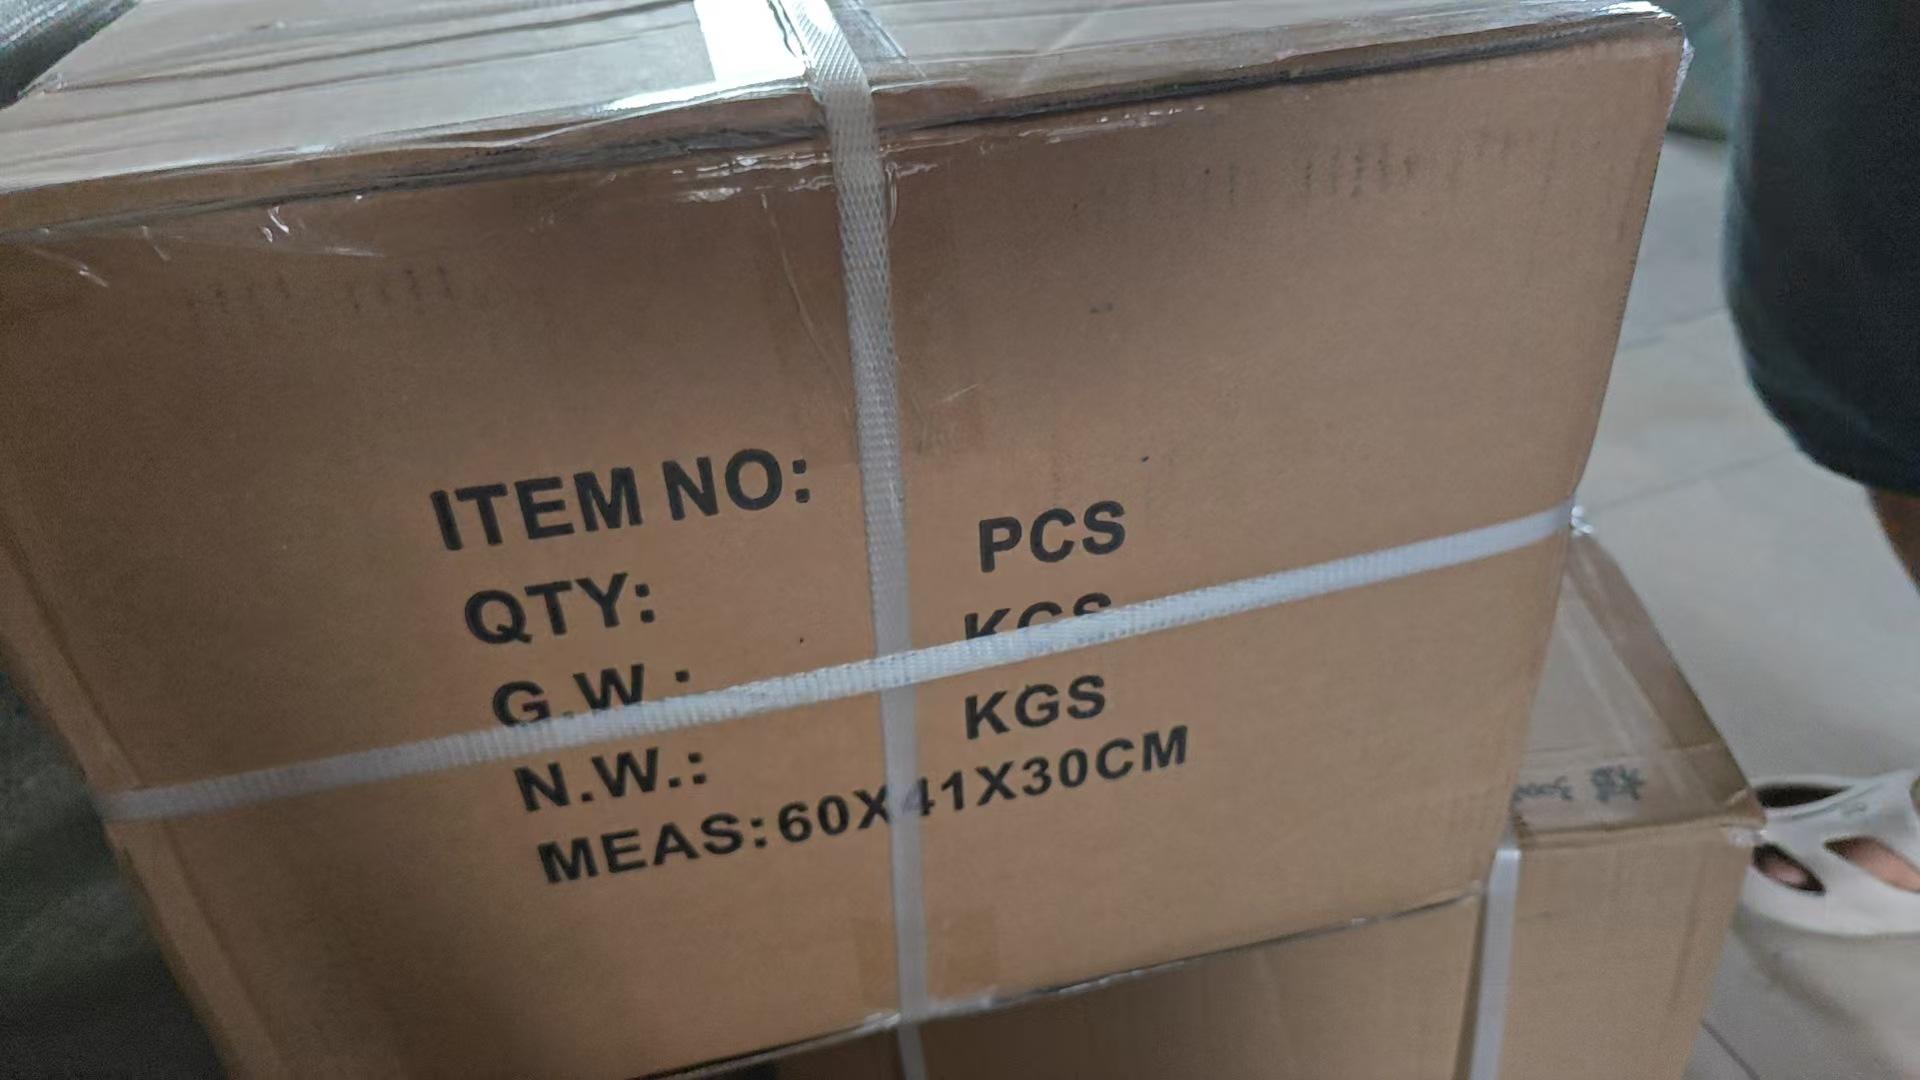 ITEM NO:
QTY: PCS
G.W. KGS
N.W.: KGS
MEAS:60X41X30CM